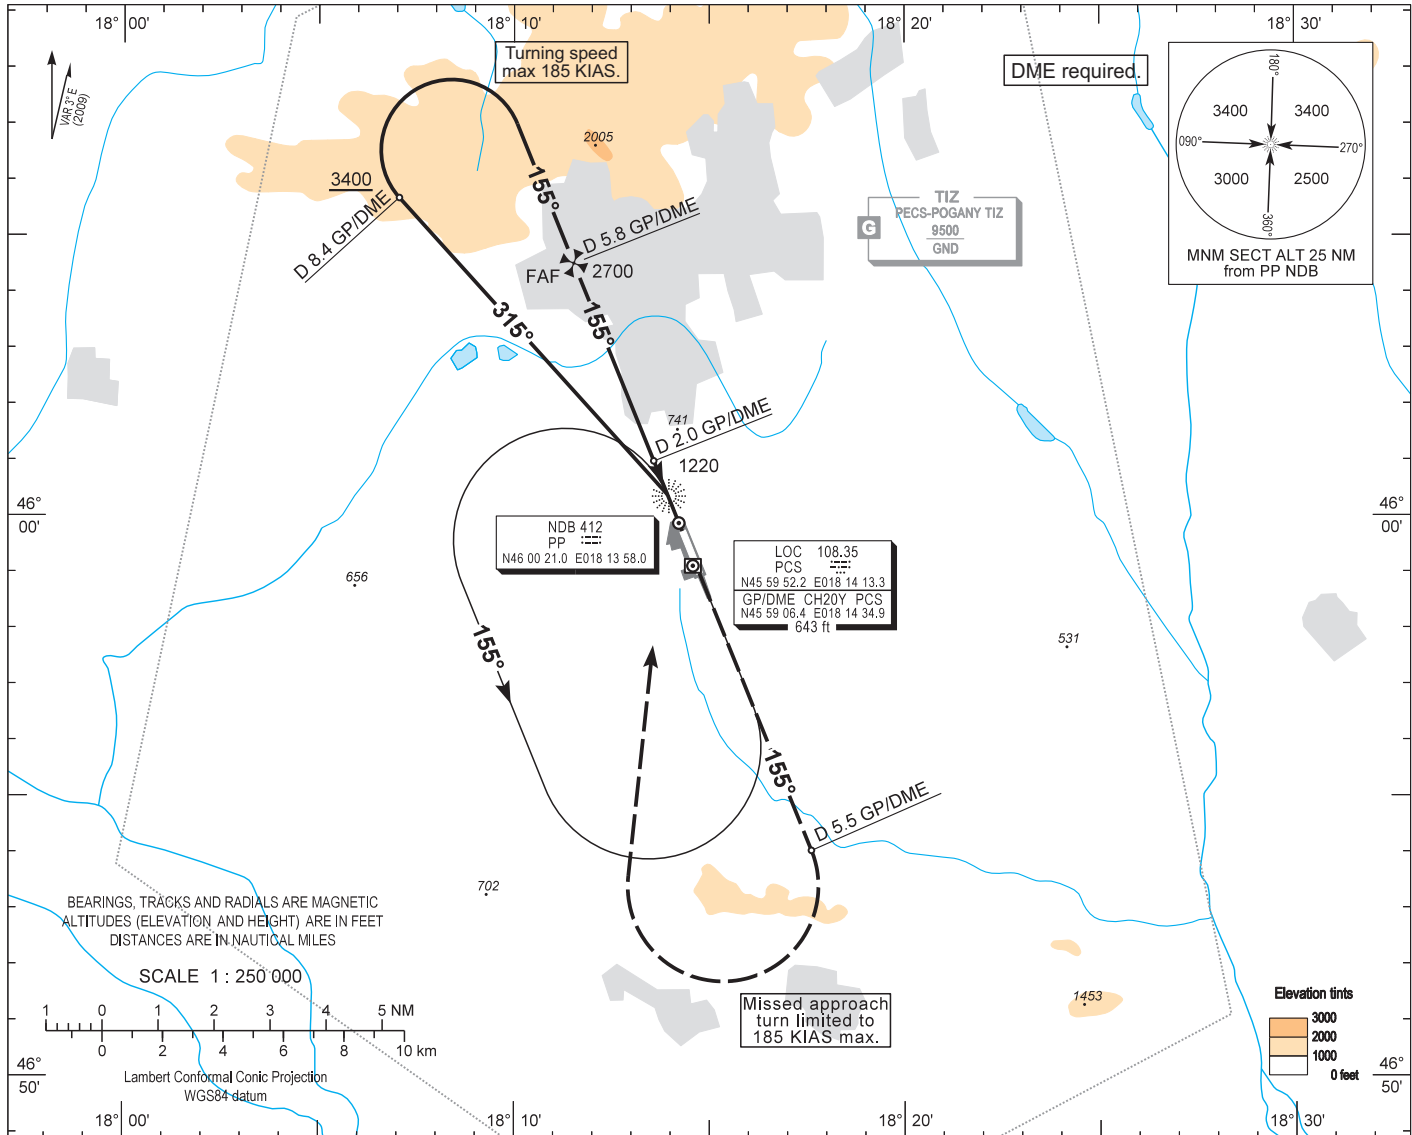 18° 00'
18° 10'
18° 20'
18° 30'
VAR 3° E
(2009)
Turning speed
max 185 KIAS.
DME required.
180°
3400
3400
090°
270°
3000
2500
360°
MNM SECT ALT 25 NM
from PP NDB
2005
155°
3400
D 8.4 GP/DME
D 5.8 GP/DME
FAF
2700
TIZ
PECS-POGANY TIZ
G
9500
GND
315°
155°
741
D 2.0 GP/DME
1220
46°
00'
46°
00'
NDB 412
PP
N46 00 21.0 E018 13 58.0
LOC 108.35
PCS
N45 59 52.2 E018 14 13.3
GP/DME CH20Y PCS
N45 59 06.4 E018 14 34.9
643 ft
656
531
155°
155°
D 5.5 GP/DME
702
BEARINGS, TRACKS AND RADIALS ARE MAGNETIC
ALTITUDES (ELEVATION AND HEIGHT) ARE IN FEET
DISTANCES ARE IN NAUTICAL MILES
SCALE 1 : 250 000
1 0 1 2 3 4 5 NM
0 2 4 6 8 10 km
Lambert Conformal Conic Projection
WGS84 datum
Missed approach
turn limited to
185 KIAS max.
1453
Elevation tints
3000
2000
1000
0 feet
46°
50'
46°
50'
18° 00'
18° 10'
18° 20'
18° 30'